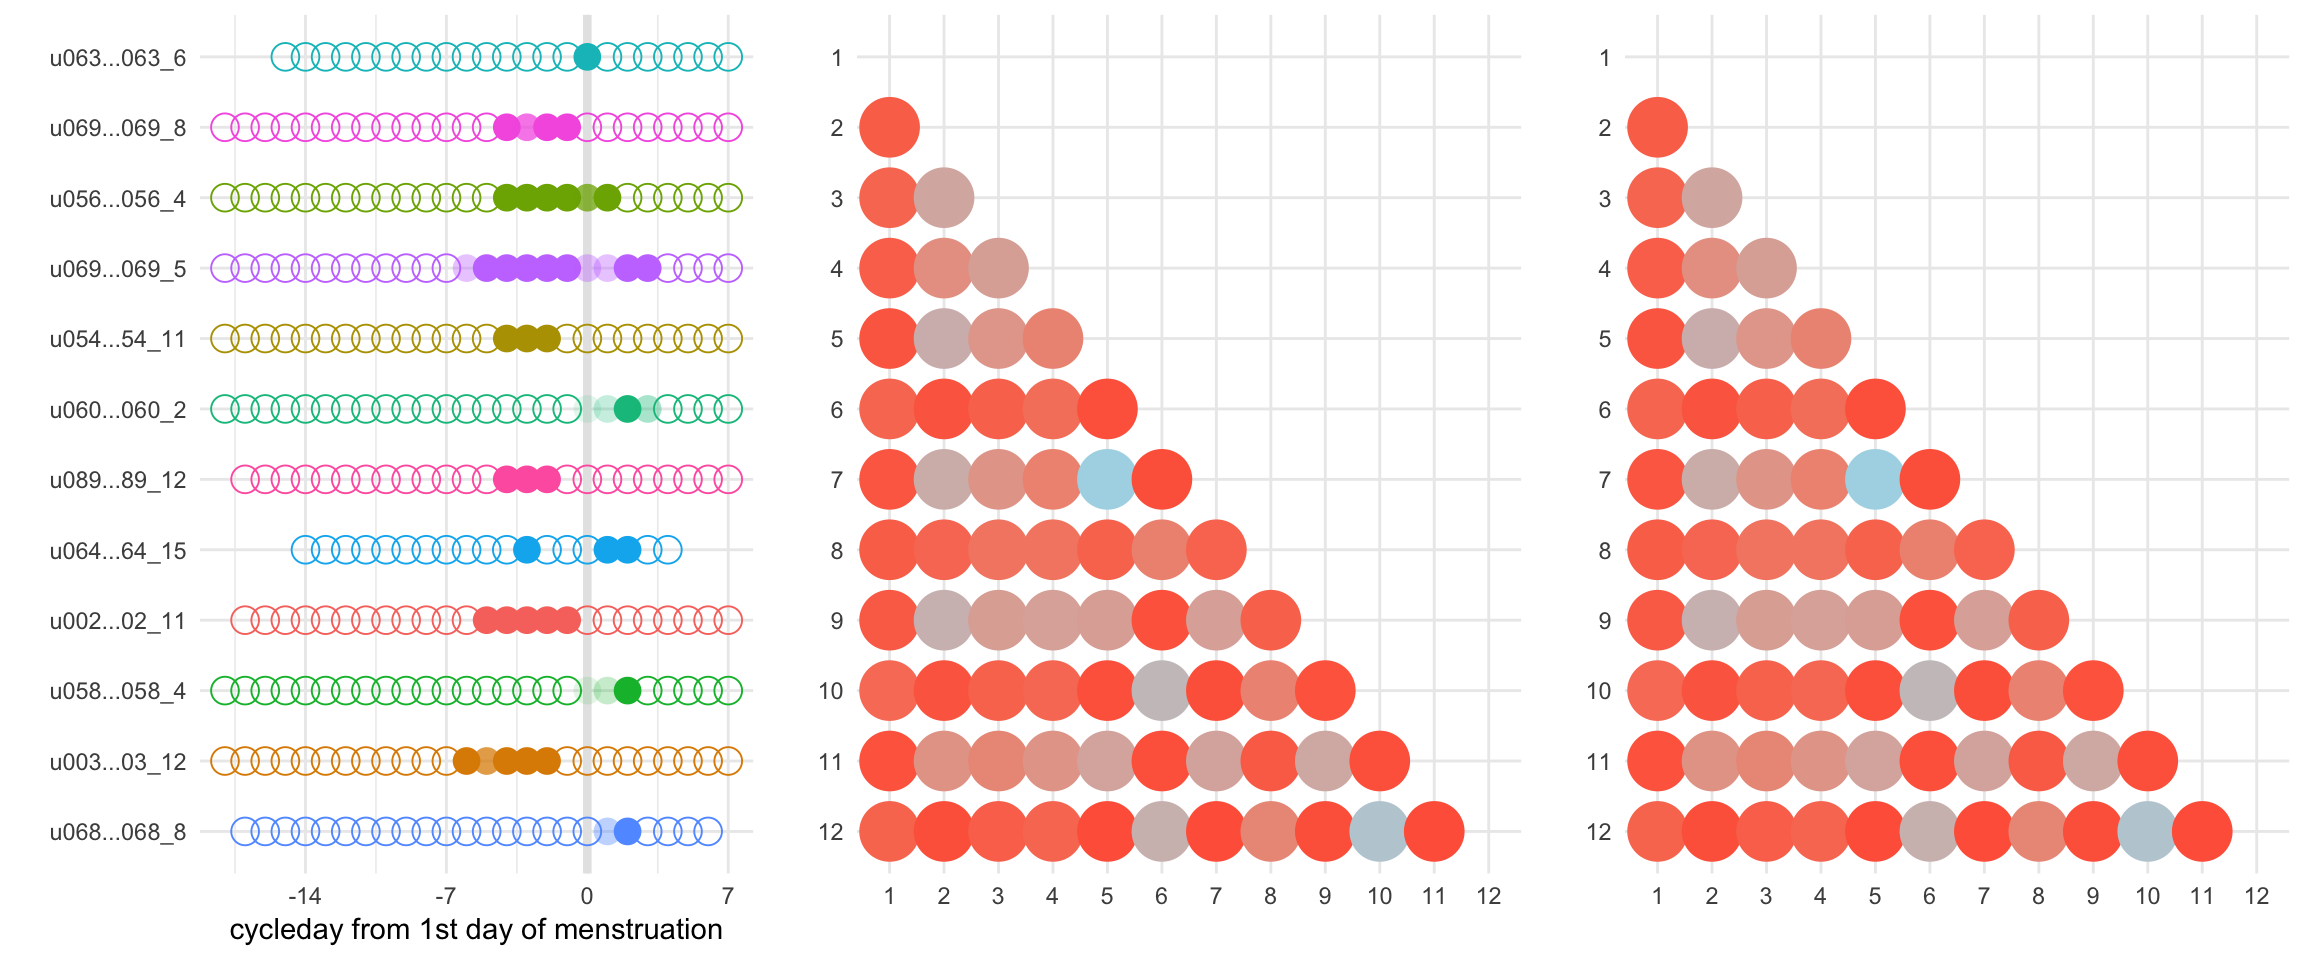 u063...063_6
u069...069_8
u056...056_4
u069...069_5
u054...54_11
u060...060_2
u089...89_12
u064...64_15
u002...02_11
u058...058_4
u003...03_12
u068...068_8
-14 -7 0 7
cycleday from 1st day of menstruation
1
2
3
4
5
6
7
8
9
10
11
12
1 2 3 4 5 6 7 8 9 10 11 12
1
2
3
4
5
6
7
8
9
10
11
12
1 2 3 4 5 6 7 8 9 10 11 12